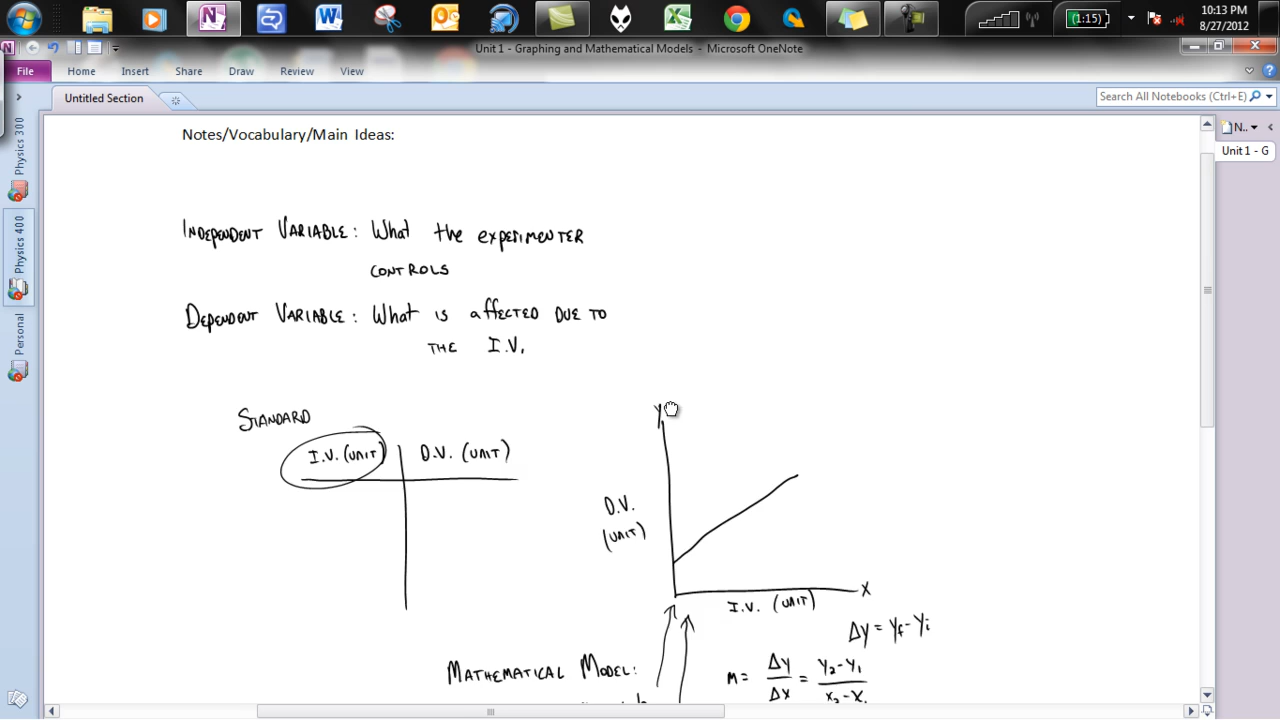 10:13 PM
(1:15)
8/27/2012
Unit 1 - Graphing and Mathematical Models - Microsoft OneNote
File Home Insert Share Draw Review View
Untitled Section
Search All Notebooks (Ctrl+E)
N..
Unit 1 - G
Physics 300
Physics 400
Personal
Notes/Vocabulary/Main Ideas:
INDEPENDENT VARIABLE: What the EXPERIMENTER
CONTROLS
DEPENDENT VARIABLE: What is affECTED DUE TO
THE I.V.
STANDARD
I.V. (UNIT) D.V. (UNIT)
Y
D.V.
(UNIT)
X
I.V. (UNIT)
Δy = yf - yi
MATHEMATICAL MODEL:
m = Δy/Δx = y2-y1/x2-x1